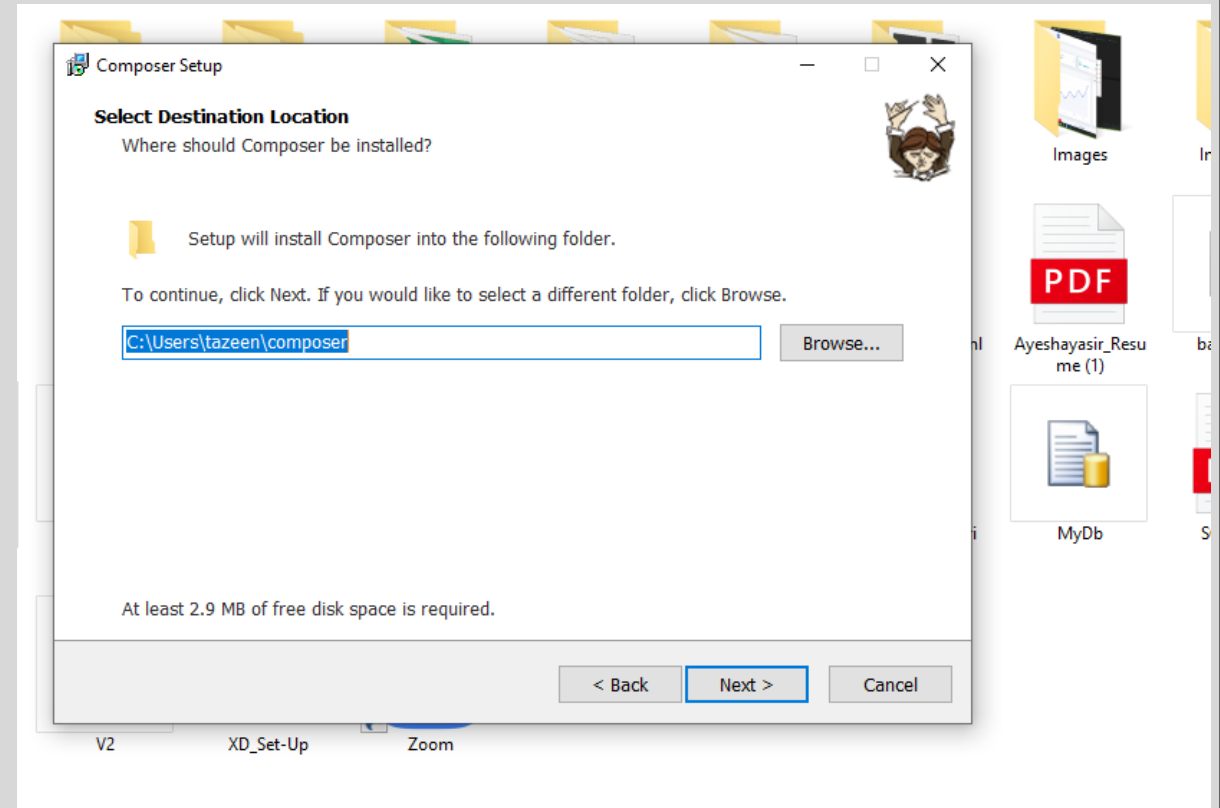 Composer Setup
Select Destination Location
Where should Composer be installed?
Setup will install Composer into the following folder.
To continue, click Next. If you would like to select a different folder, click Browse.
C:\Users\tazeen\composer
Browse...
At least 2.9 MB of free disk space is required.
< Back
Next >
Cancel
Images
PDF
Ayeshayasir_Resu
me (1)
MyDb
V2
XD_Set-Up
Zoom